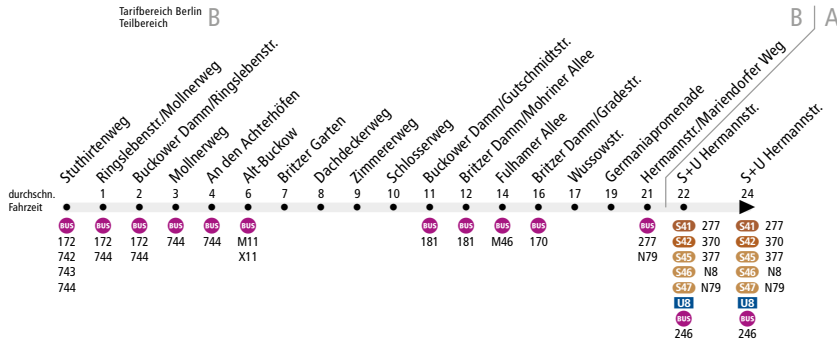 Tarifbereich Berlin B
Teilbereich
B A
Stuthirtenweg
Ringslebenstr./Mollnerweg
Buckower Damm/Ringslebenstr.
Mollnerweg
An den Achterhöfen
Alt-Buckow
Britzer Garten
Dachdeckerweg
Zimmererweg
Schlosserweg
Buckower Damm/Gutschmidtstr.
Britzer Damm/Mohriner Allee
Fulhamer Allee
Britzer Damm/Gradestr.
Wussowstr.
Germaniapromenade
Hermannstr./Mariendorfer Weg
S+U Hermannstr.
S+U Hermannstr.
durchschn. 1 2 3 4 6 7 8 9 10 11 12 14 16 17 19 21 22 24
Fahrzeit
BUS BUS BUS BUS BUS BUS BUS BUS BUS BUS BUS S41 277 S41 277
172 172 172 744 744 M11 181 181 M46 170 277 S42 370 S42 370
742 744 744 X11 N79 S45 377 S45 377
743 S46 N8 S46 N8
744 S47 N79 S47 N79
U8 U8
BUS BUS
246 246